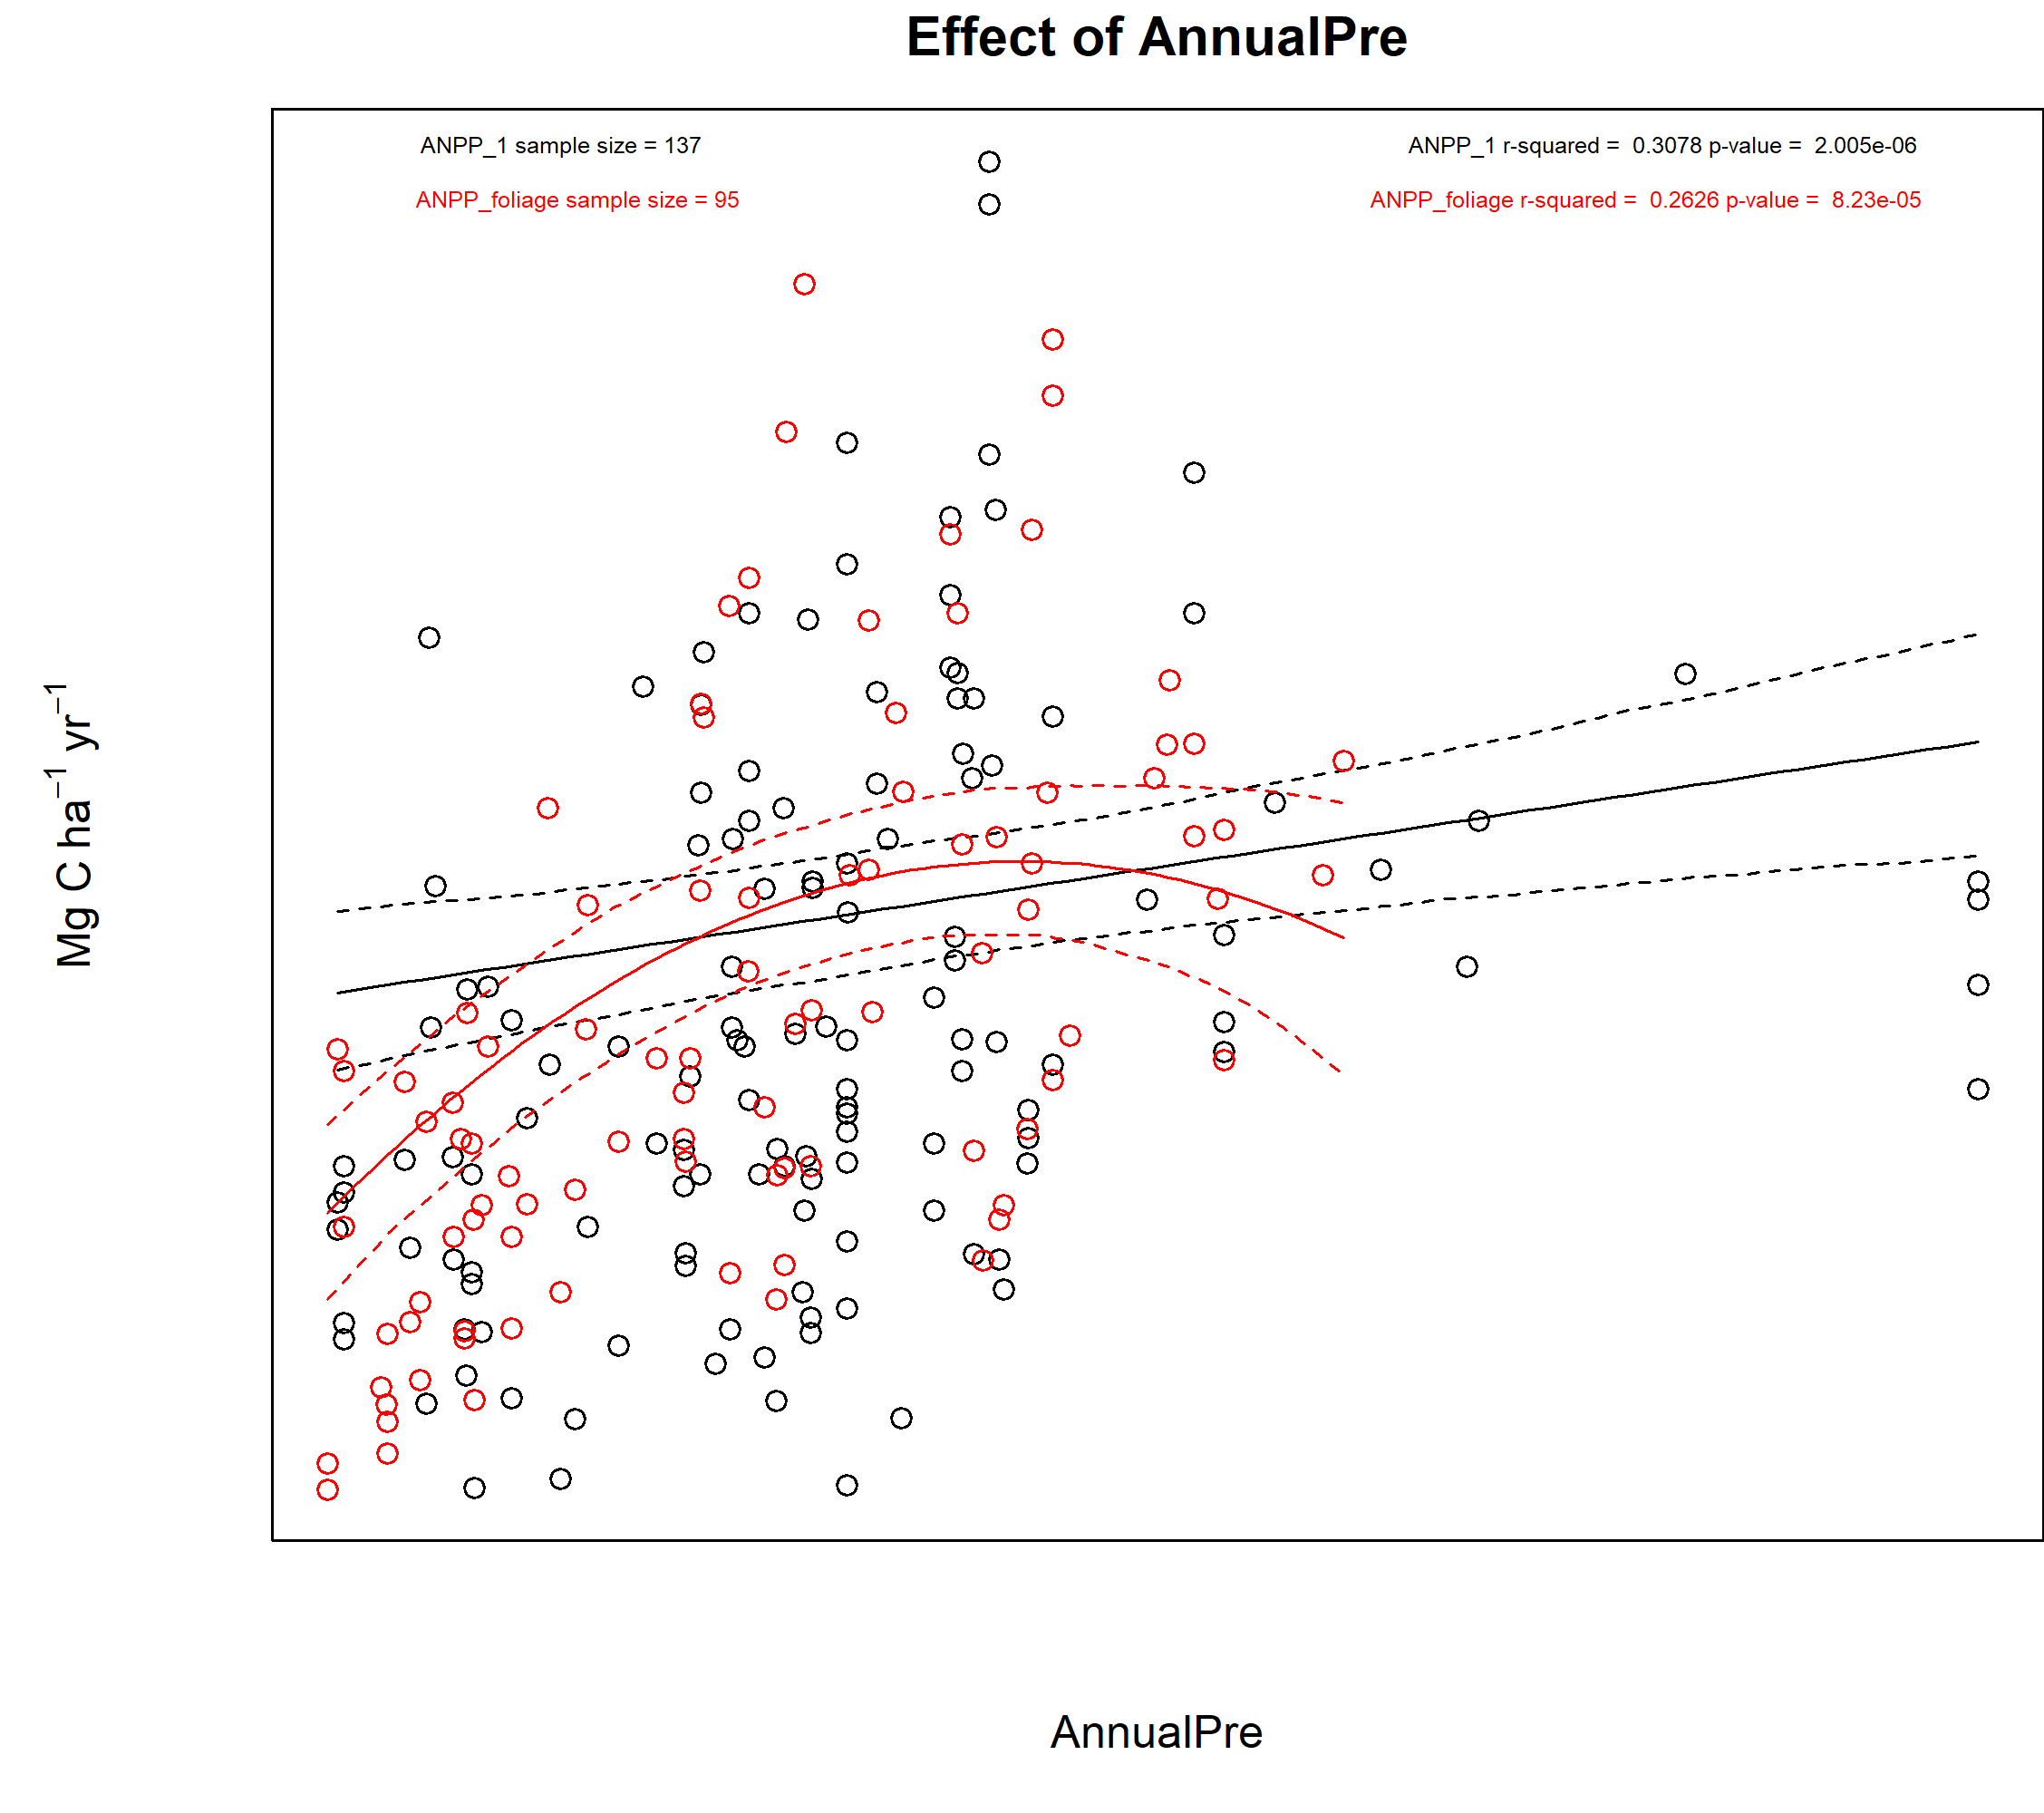 Effect of AnnualPre
ANPP_1 sample size = 137
ANPP_1 r-squared = 0.3078 p-value = 2.005e-06
ANPP_foliage sample size = 95
ANPP_foliage r-squared = 0.2626 p-value = 8.23e-05
Mg C ha⁻¹ yr⁻¹
AnnualPre